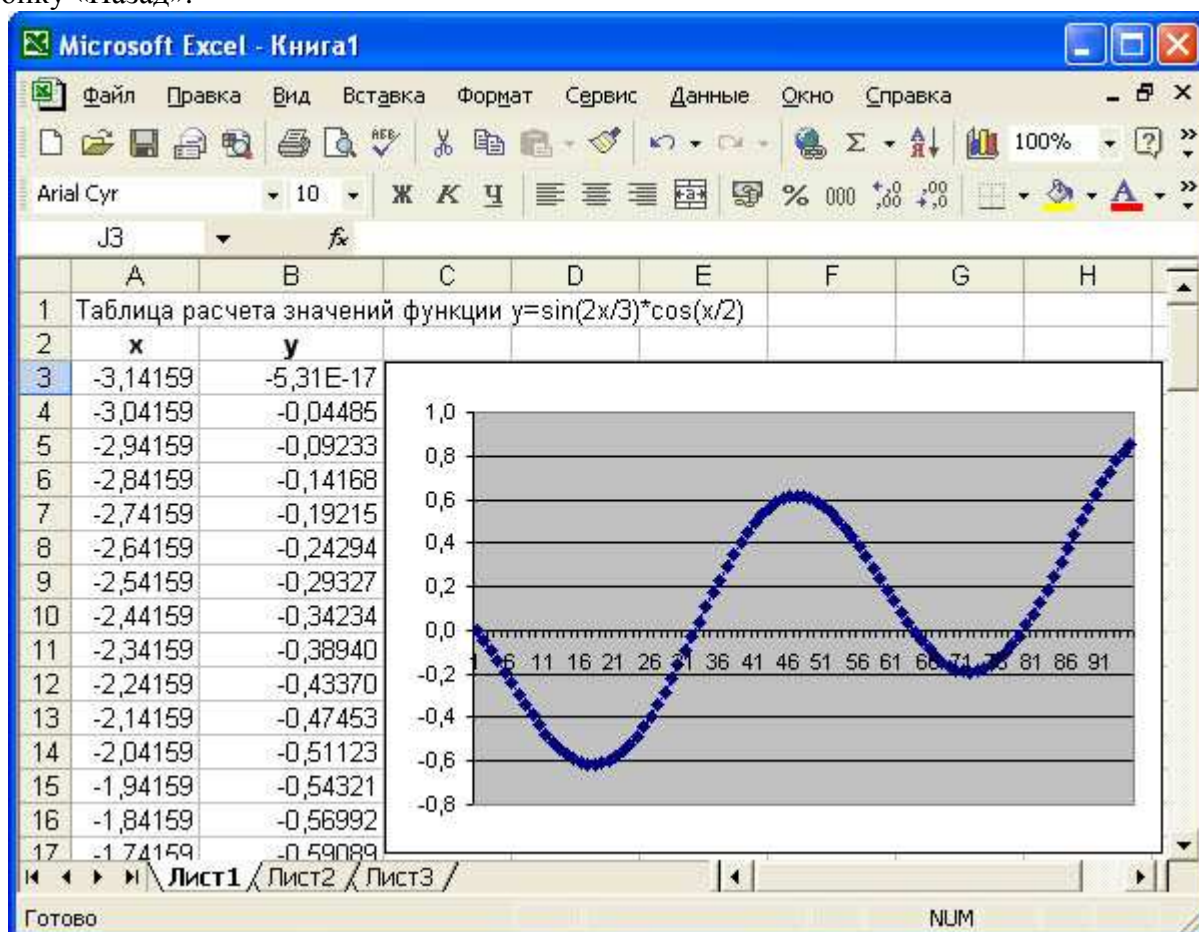 «Назад».
Microsoft Excel - Книга1
Файл Правка Вид Вставка Формат Сервис Данные Окно Справка
100%
Arial Cyr 10 Ж К Ч % 000
J3 fx
A B C D E F G H
1 Таблица расчета значений функции y=sin(2x/3)*cos(x/2)
2 x y
3 -3,14159 -5,31E-17
4 -3,04159 -0,04485
5 -2,94159 -0,09233
6 -2,84159 -0,14168
7 -2,74159 -0,19215
8 -2,64159 -0,24294
9 -2,54159 -0,29327
10 -2,44159 -0,34234
11 -2,34159 -0,38940
12 -2,24159 -0,43370
13 -2,14159 -0,47453
14 -2,04159 -0,51123
15 -1,94159 -0,54321
16 -1,84159 -0,56992
17 -1,74159 -0,59089
1,0
0,8
0,6
0,4
0,2
0,0
1 6 11 16 21 26 31 36 41 46 51 56 61 66 71 76 81 86 91
-0,2
-0,4
-0,6
-0,8
Лист1 Лист2 Лист3
Готово NUM